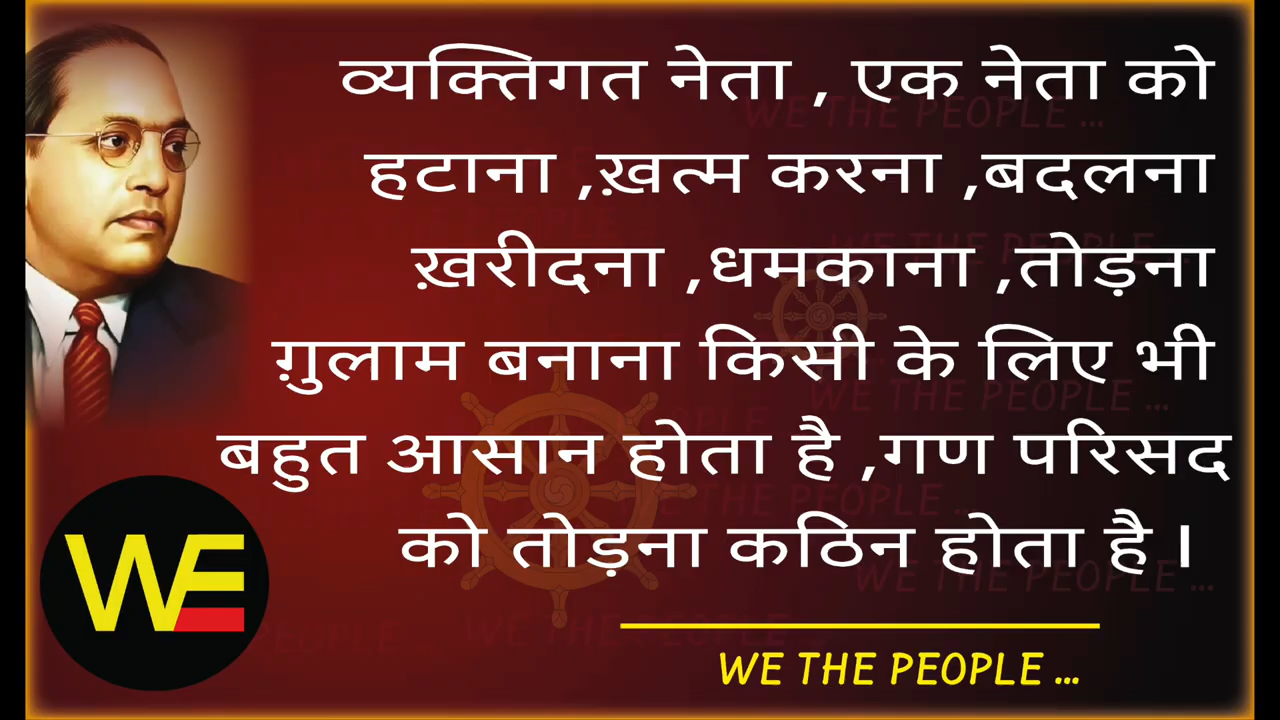 व्यक्तिगत नेता , एक नेता को
हटाना ,ख़त्म करना ,बदलना
ख़रीदना ,धमकाना ,तोड़ना
ग़ुलाम बनाना किसी के लिए भी
बहुत आसान होता है ,गण परिसद
को तोड़ना कठिन होता है।
WE
WE THE PEOPLE ...